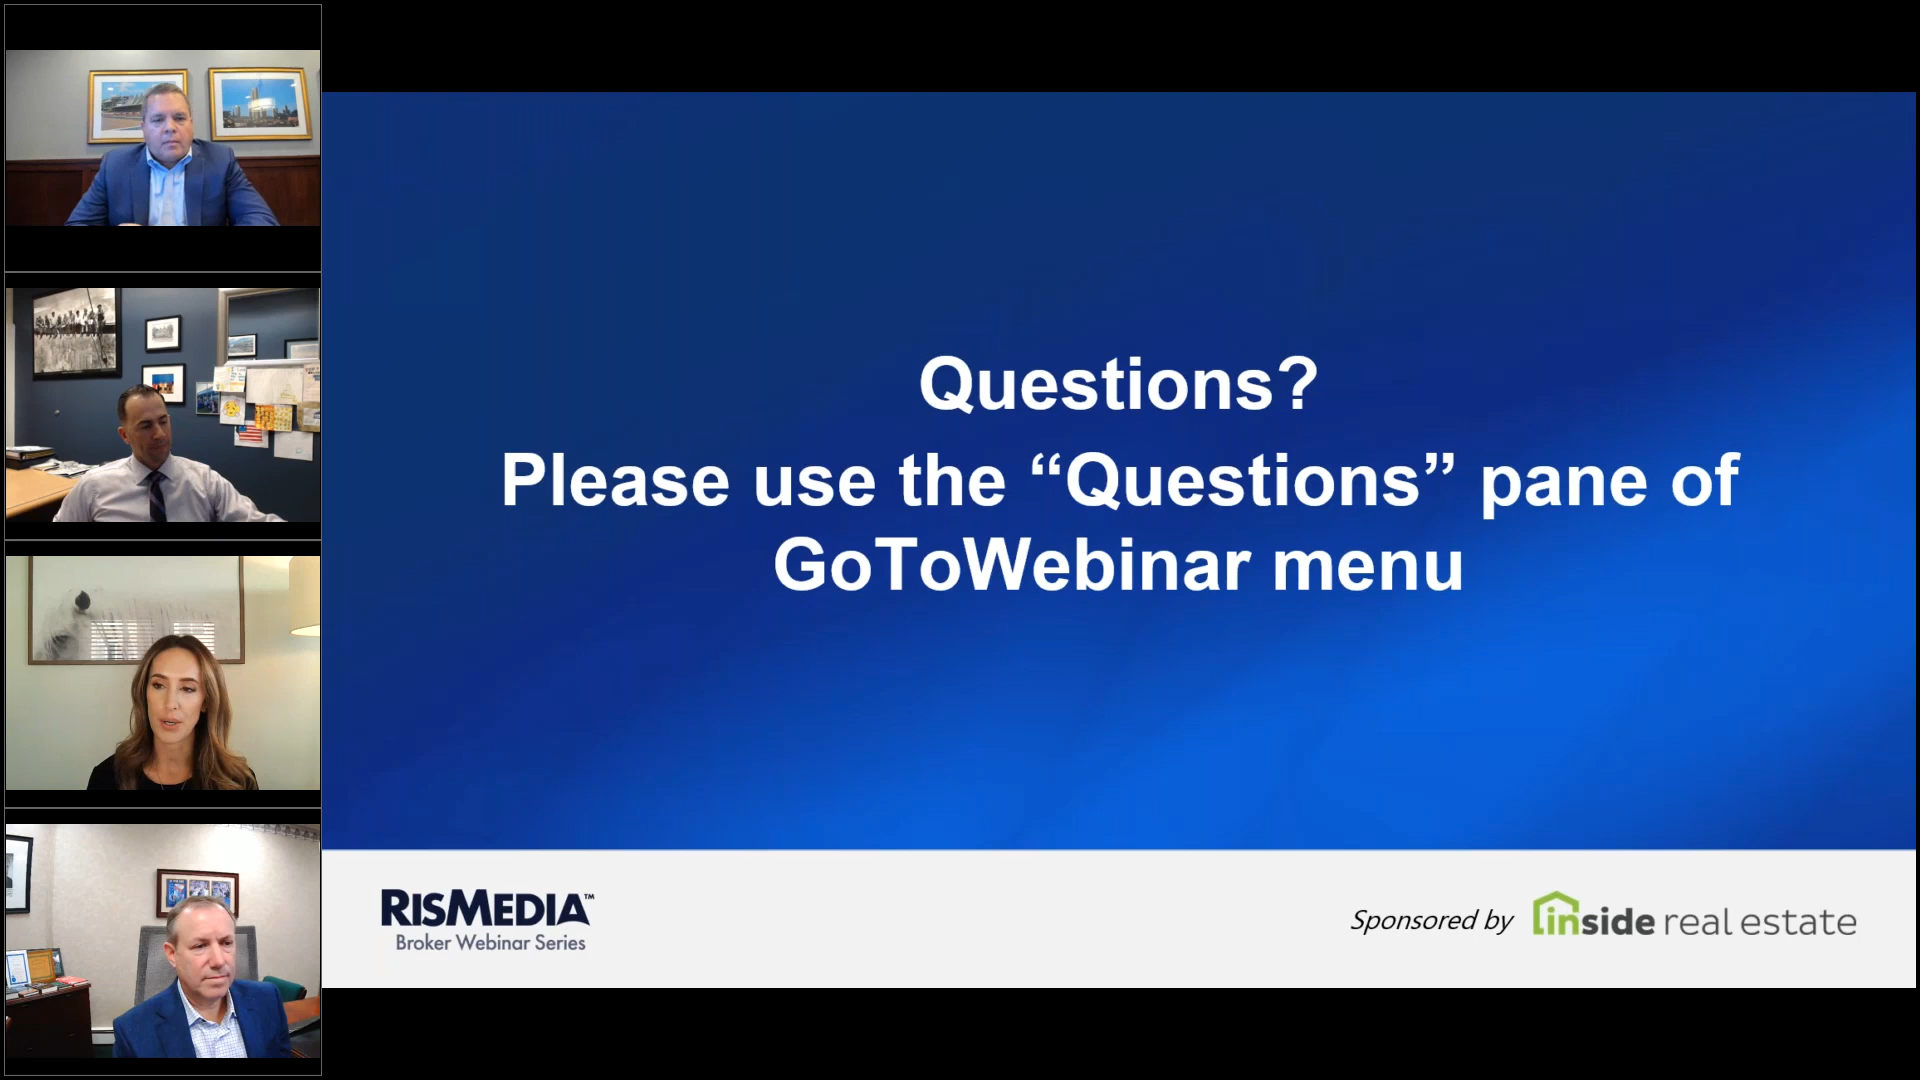 Questions?
Please use the “Questions” pane of
GoToWebinar menu
RISMEDIA™
Broker Webinar Series
Sponsored by inside real estate